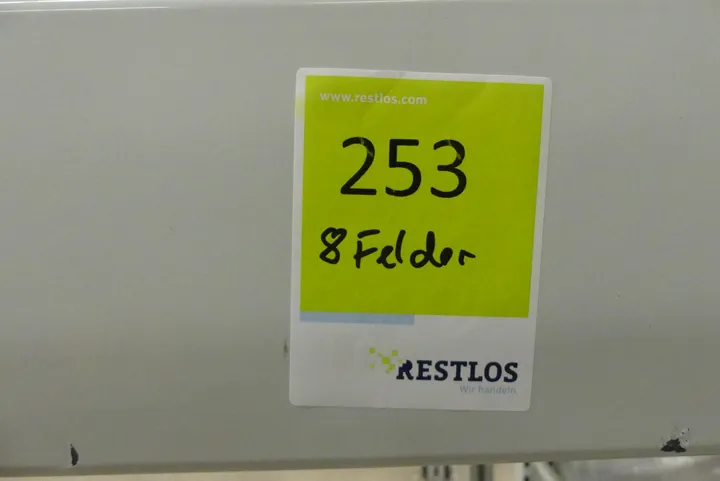 www.restlos.com
253
8 Felder
RESTLOS
Wir handeln.